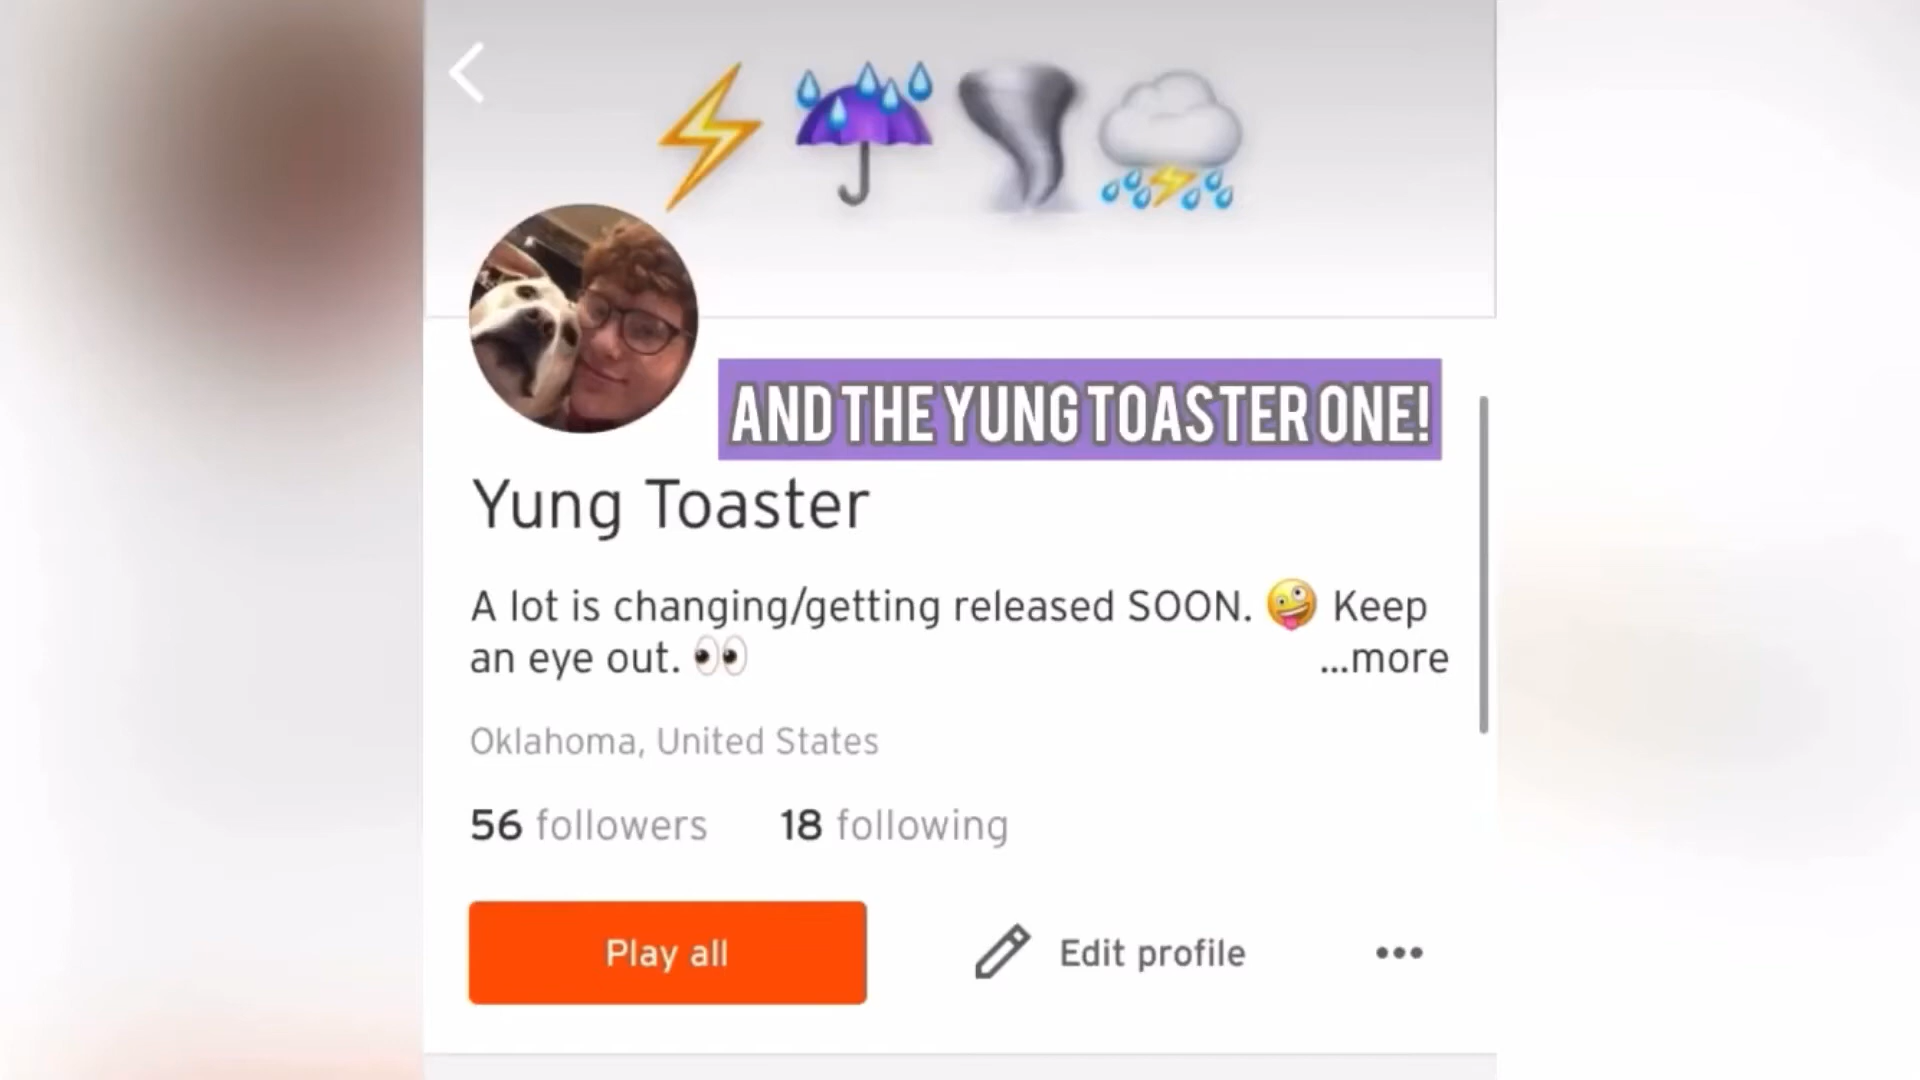 AND THE YUNG TOASTER ONE!
Yung Toaster
A lot is changing/getting released SOON. 🤪 Keep
an eye out. 👀 ...more
Oklahoma, United States
56 followers 18 following
Play all Edit profile